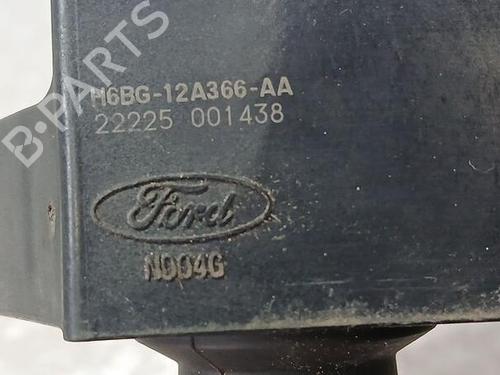 B-PARTS
H6BG-12A366-AA
22225 001438
Ford
N004G